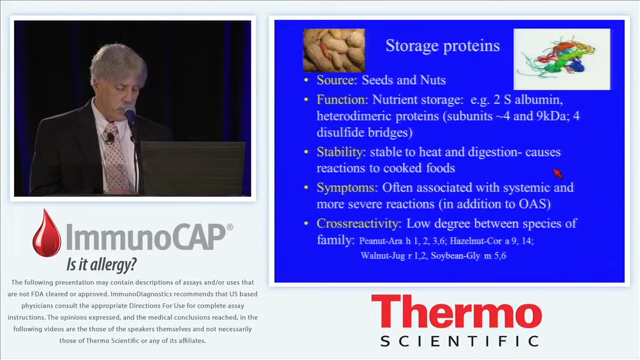 Storage proteins
• Source: Seeds and Nuts
• Function: Nutrient storage: e.g. 2 S albumin,
heterodimeric proteins (subunits ~4 and 9kDa; 4
disulfide bridges)
• Stability: stable to heat and digestion- causes
reactions to cooked foods
• Symptoms: Often associated with systemic and
more severe reactions (in addition to OAS)
• Crossreactivity: Low degree between species of
family: Peanut-Ara h 1, 2, 3,6; Hazelnut-Cor a 9, 14;
Walnut-Jug r 1,2, Soybean-Gly m 5,6
ImmunoCAP®
Is it allergy?
The following presentation may contain descriptions of assays and/or uses that
are not FDA cleared or approved. ImmunoDiagnostics recommends that US based
physicians consult the appropriate Directions For Use for complete assay
instructions. The opinions expressed, and the medical conclusions reached, in the
following videos are the those of the speakers themselves and not necessarily
those of Thermo Scientific or any of its affiliates.
Thermo
SCIENTIFIC